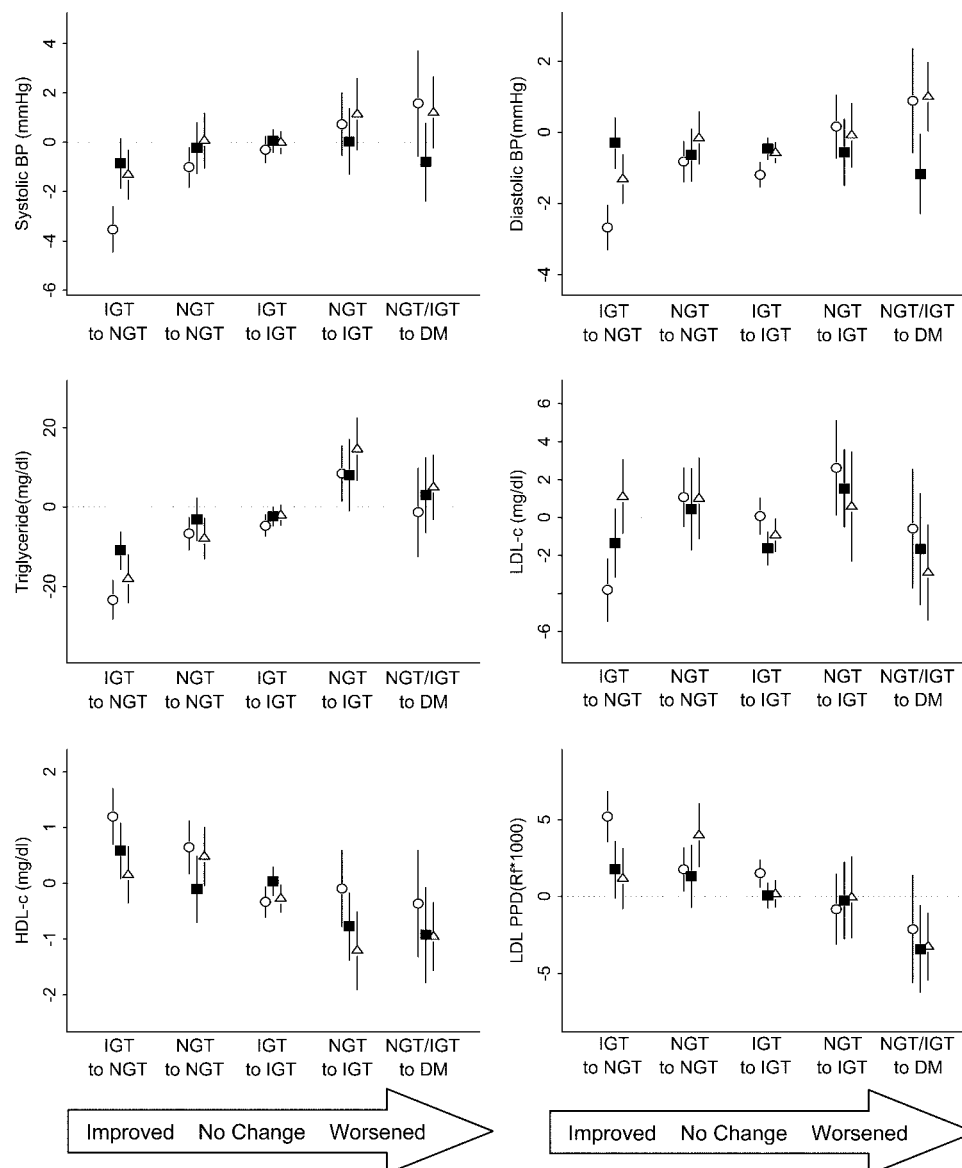 Systolic BP (mmHg)
4
2
0
-2
-4
-6
IGT NGT IGT NGT NGT/IGT
to NGT to NGT to IGT to IGT to DM
Diastolic BP(mmHg)
2
0
-2
-4
IGT NGT IGT NGT NGT/IGT
to NGT to NGT to IGT to IGT to DM
Triglyceride(mg/dl)
20
0
-20
IGT NGT IGT NGT NGT/IGT
to NGT to NGT to IGT to IGT to DM
LDL-c (mg/dl)
6
4
2
0
-2
-6
IGT NGT IGT NGT NGT/IGT
to NGT to NGT to IGT to IGT to DM
HDL-c (mg/dl)
2
1
0
-1
-2
IGT NGT IGT NGT NGT/IGT
to NGT to NGT to IGT to IGT to DM
LDL PPD(Rf*1000)
5
0
-5
IGT NGT IGT NGT NGT/IGT
to NGT to NGT to IGT to IGT to DM
Improved No Change Worsened
Improved No Change Worsened